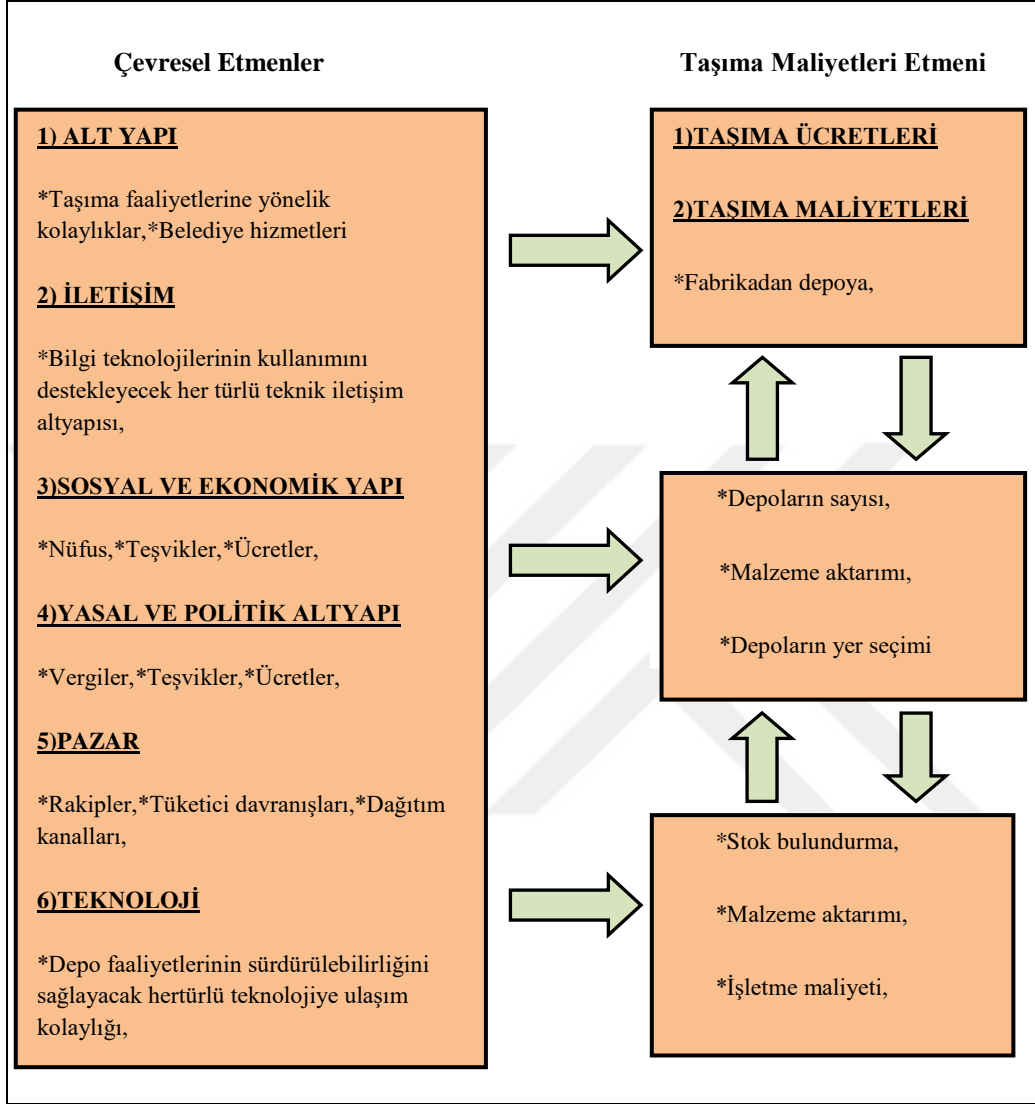 Çevresel Etmenler
Taşıma Maliyetleri Etmeni
1) ALT YAPI
*Taşıma faaliyetlerine yönelik
kolaylıklar,*Belediye hizmetleri
2) İLETİŞİM
*Bilgi teknolojilerinin kullanımını
destekleyecek her türlü teknik iletişim
altyapısı,
3)SOSYAL VE EKONOMİK YAPI
*Nüfus,*Teşvikler,*Ücretler,
4)YASAL VE POLİTİK ALTYAPI
*Vergiler,*Teşvikler,*Ücretler,
5)PAZAR
*Rakipler,*Tüketici davranışları,*Dağıtım
kanalları,
6)TEKNOLOJİ
*Depo faaliyetlerinin sürdürülebilirliğini
sağlayacak hertürlü teknolojiye ulaşım
kolaylığı,
1)TAŞIMA ÜCRETLERİ
2)TAŞIMA MALİYETLERİ
*Fabrikadan depoya,
*Depoların sayısı,
*Malzeme aktarımı,
*Depoların yer seçimi
*Stok bulundurma,
*Malzeme aktarımı,
*İşletme maliyeti,